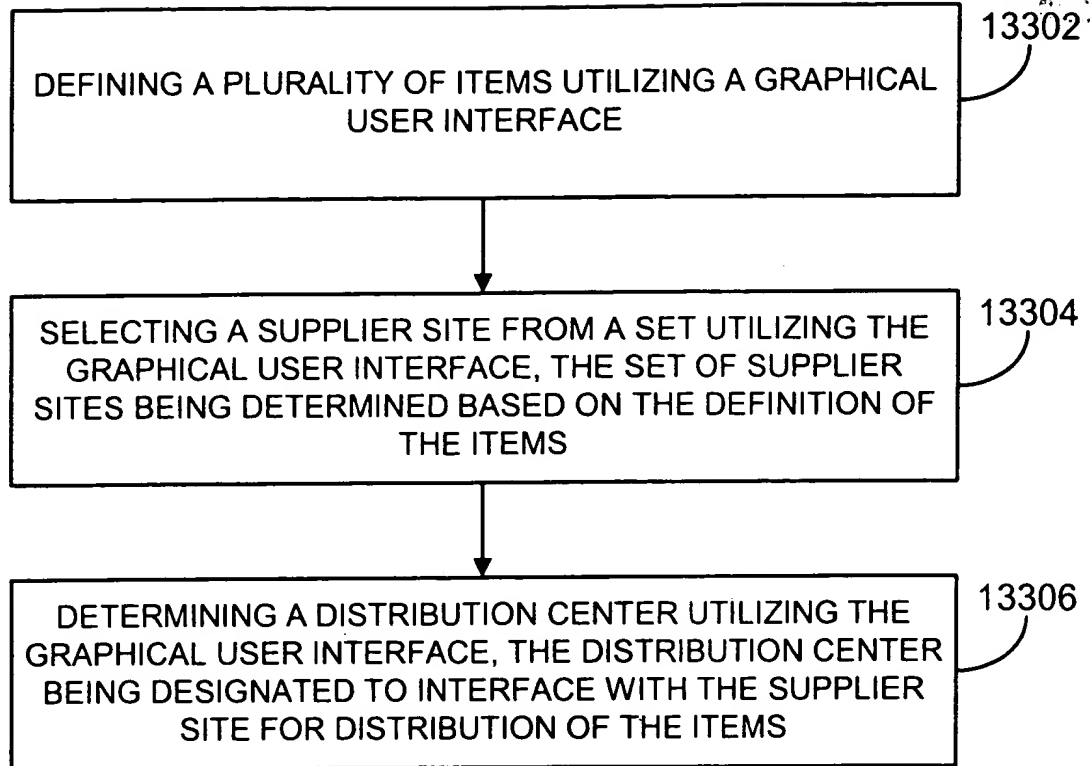 13302
DEFINING A PLURALITY OF ITEMS UTILIZING A GRAPHICAL
USER INTERFACE
13304
SELECTING A SUPPLIER SITE FROM A SET UTILIZING THE
GRAPHICAL USER INTERFACE, THE SET OF SUPPLIER
SITES BEING DETERMINED BASED ON THE DEFINITION OF
THE ITEMS
13306
DETERMINING A DISTRIBUTION CENTER UTILIZING THE
GRAPHICAL USER INTERFACE, THE DISTRIBUTION CENTER
BEING DESIGNATED TO INTERFACE WITH THE SUPPLIER
SITE FOR DISTRIBUTION OF THE ITEMS